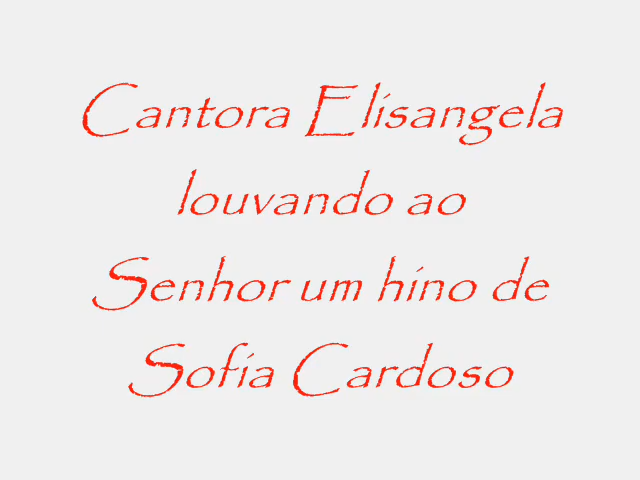 Cantora Elisangela
louvando ao
Senhor um hino de
Sofia Cardoso